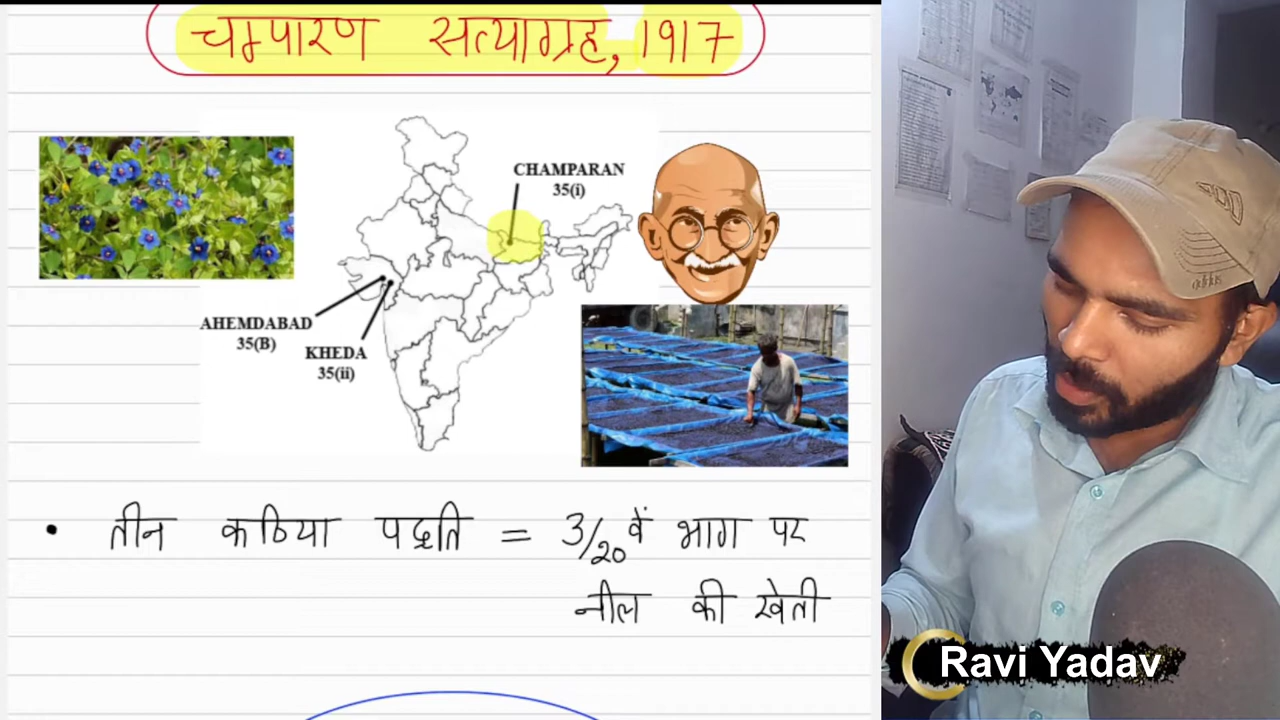 चम्पारण सत्याग्रह, 1917
CHAMPARAN
35(i)
AHEMDABAD
35(B)
KHEDA
35(ii)
• तीन कठिया पद्धति = 3/20 वें भाग पर
नील की खेती
adidas
Ravi Yadav